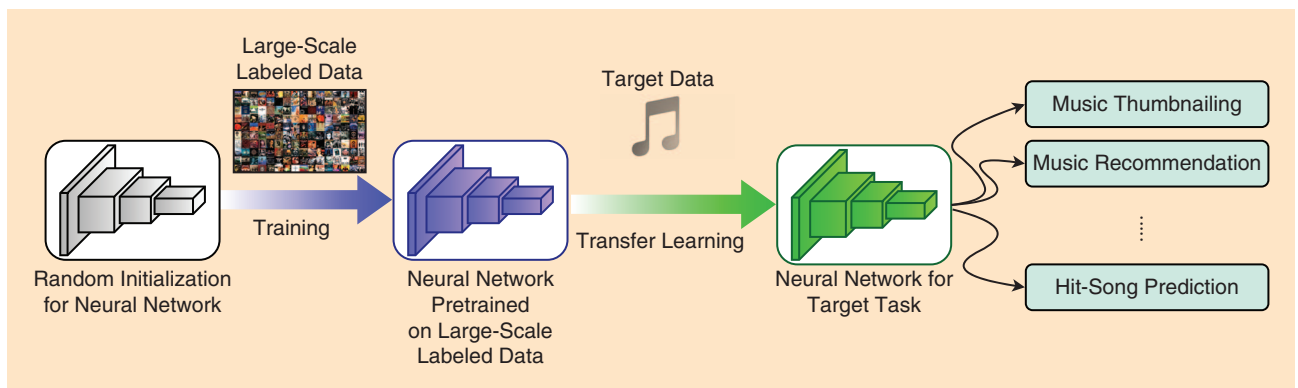 Large-Scale
Labeled Data
Target Data
Training
Transfer Learning
Random Initialization
for Neural Network
Neural Network
Pretrained
on Large-Scale
Labeled Data
Neural Network for
Target Task
Music Thumbnailing
Music Recommendation
Hit-Song Prediction